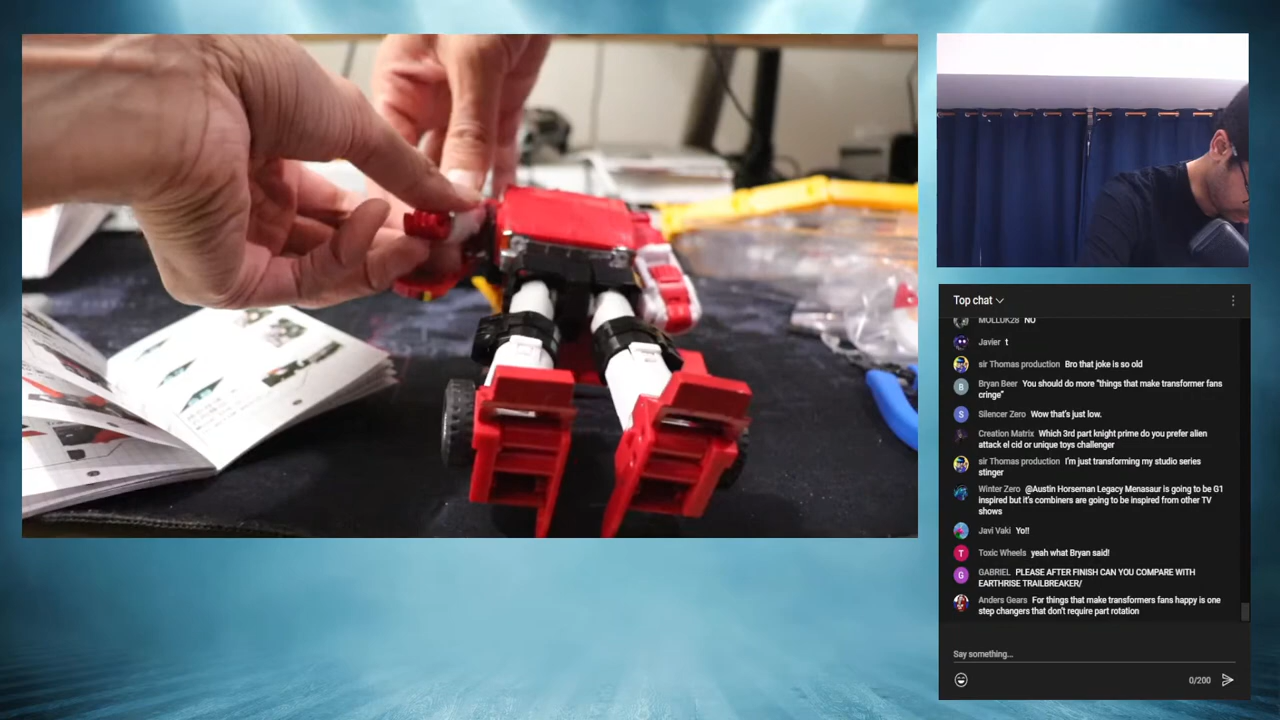 Top chat
MOLLUK28 NO
Javier t
sir Thomas production Bro that joke is so old
Bryan Beer You should do more "things that make transformer fans
cringe"
Silencer Zero Wow that's just low.
Creation Matrix Which 3rd part knight prime do you prefer alien
attack el cid or unique toys challenger
sir Thomas production I'm just transforming my studio series
stinger
Winter Zero @Austin Horseman Legacy Menasaur is going to be G1
inspired but it's combiners are going to be inspired from other TV
shows
Javi Vaki Yo!!
Toxic Wheels yeah what Bryan said!
GABRIEL PLEASE AFTER FINISH CAN YOU COMPARE WITH
EARTHRISE TRAILBREAKER/
Anders Gears For things that make transformers fans happy is one
step changers that don't require part rotation
Say something...
0/200